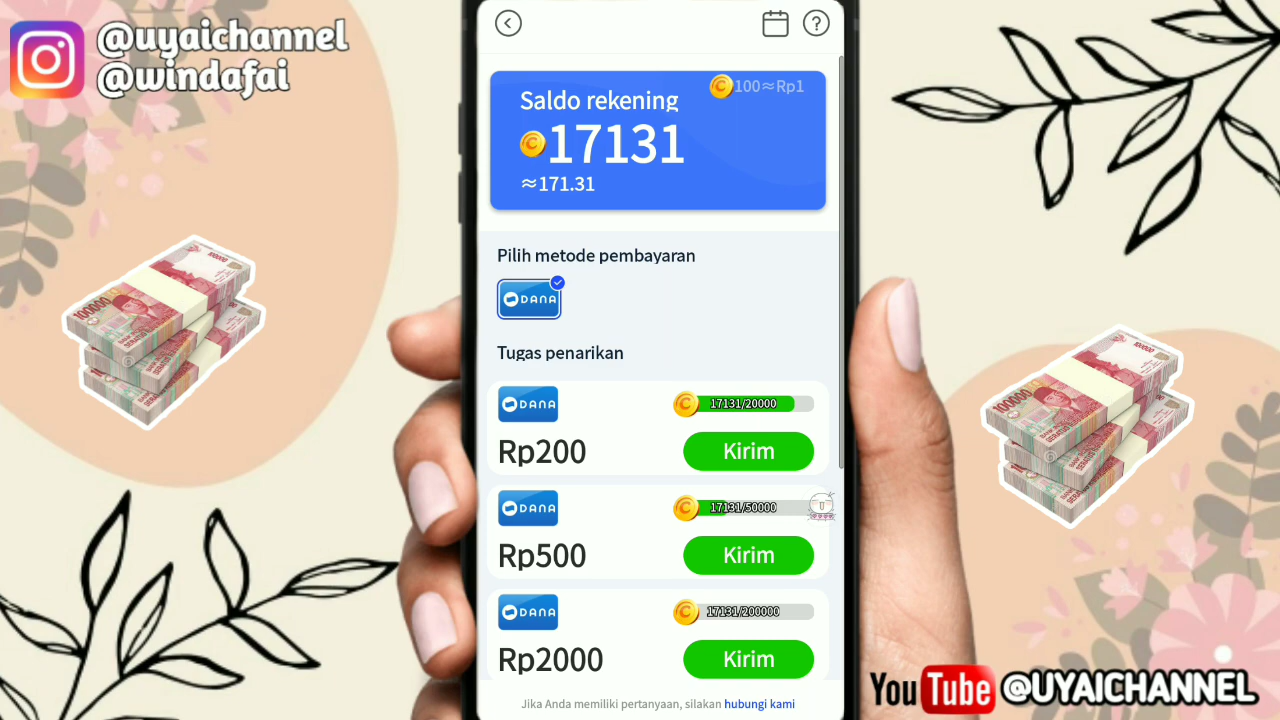 @uyaichannel
@windafai
100≈Rp1
Saldo rekening
17131
≈171.31
Pilih metode pembayaran
DANA
Tugas penarikan
DANA
17131/20000
Rp200
Kirim
DANA
17131/50000
Rp500
Kirim
DANA
17131/200000
Rp2000
Kirim
Jika Anda memiliki pertanyaan, silakan hubungi kami
100000
100000
YouTube @UYAICHANNEL